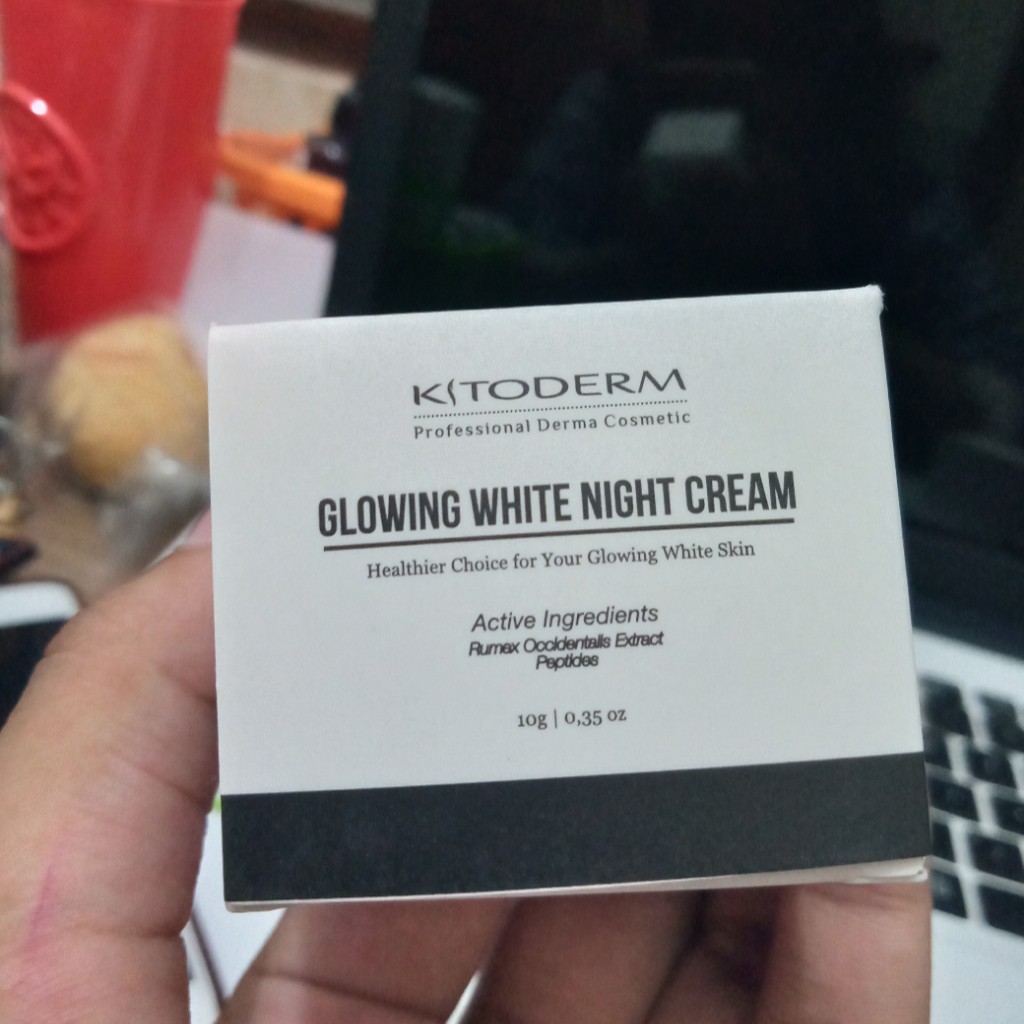 KITODERM
Professional Derma Cosmetic
GLOWING WHITE NIGHT CREAM
Healthier Choice for Your Glowing White Skin
Active Ingredients
Rumex Occidentalis Extract
Peptides
10g | 0,35 oz